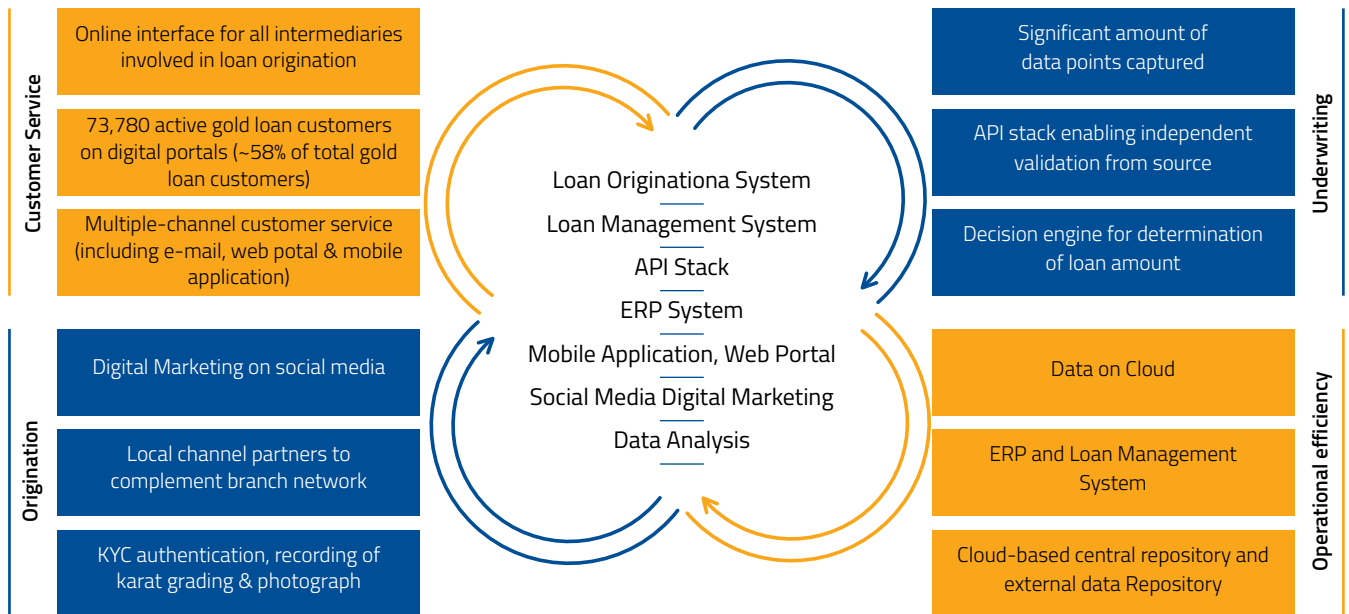 Customer Service
Online interface for all intermediaries
involved in loan origination
73,780 active gold loan customers
on digital portals (~58% of total gold
loan customers)
Multiple-channel customer service
(including e-mail, web potal & mobile
application)
Origination
Digital Marketing on social media
Local channel partners to
complement branch network
KYC authentication, recording of
karat grading & photograph
Loan Originationa System
Loan Management System
API Stack
ERP System
Mobile Application, Web Portal
Social Media Digital Marketing
Data Analysis
Significant amount of
data points captured
API stack enabling independent
validation from source
Decision engine for determination
of loan amount
Underwriting
Data on Cloud
ERP and Loan Management
System
Cloud-based central repository and
external data Repository
Operational efficiency